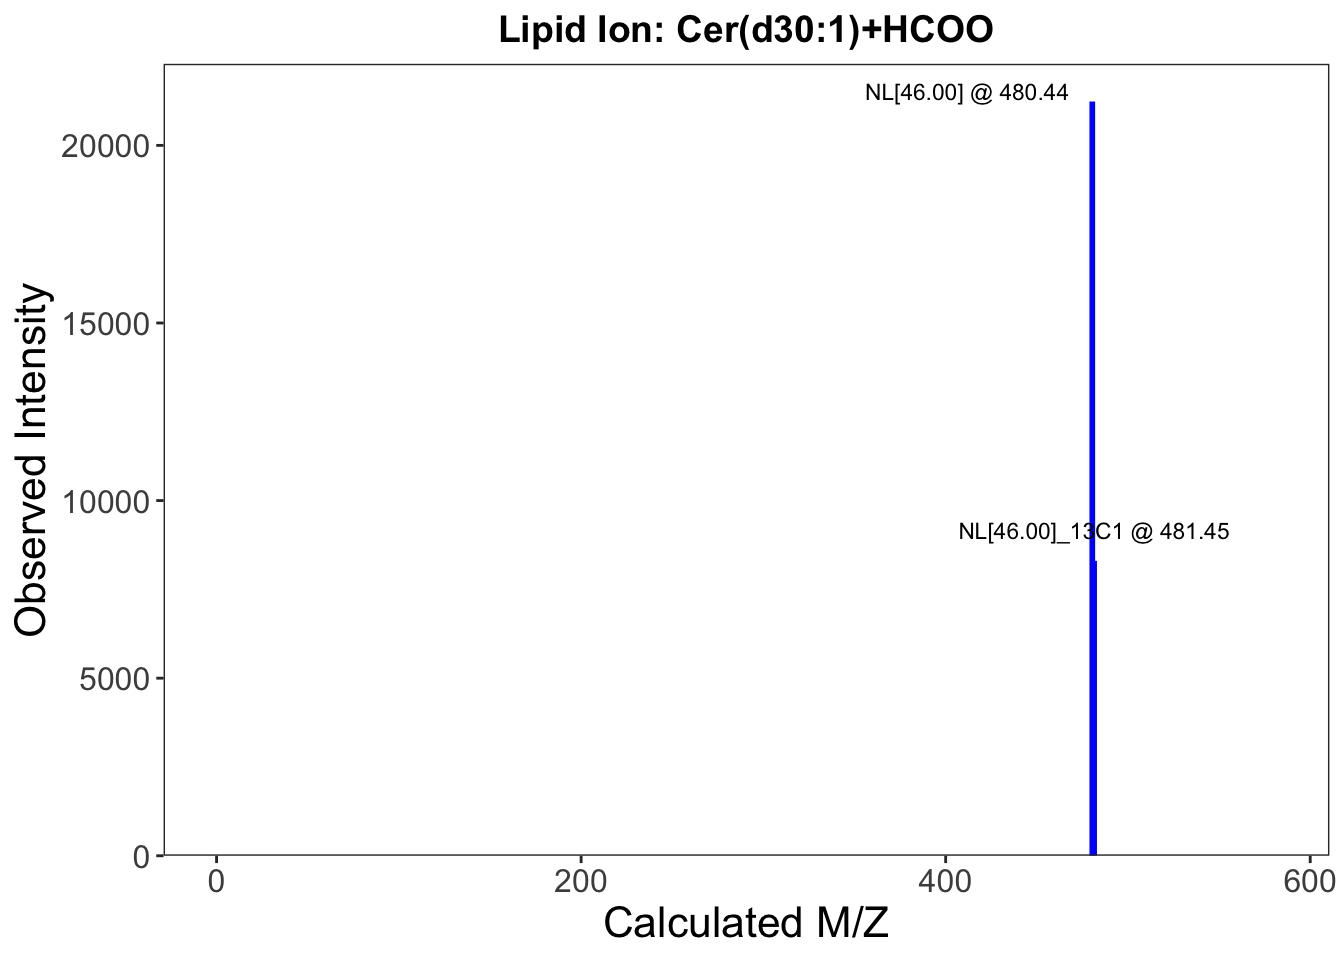 Lipid Ion: Cer(d30:1)+HCOO
NL[46.00] @ 480.44
20000
15000
10000
NL[46.00]_13C1 @ 481.45
5000
0
0 200 400 600
Observed Intensity
Calculated M/Z